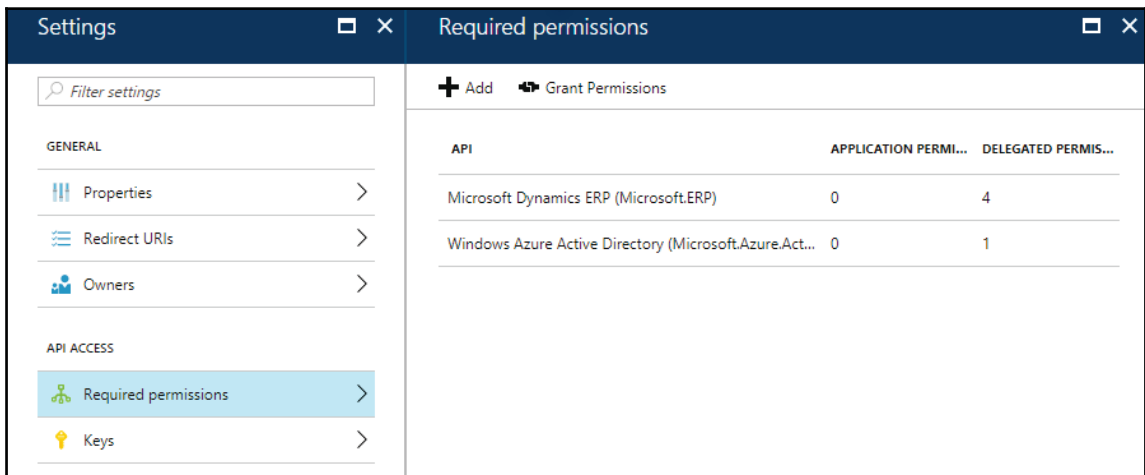 Settings
Filter settings
GENERAL
Properties
Redirect URIs
Owners
API ACCESS
Required permissions
Keys
Required permissions
Add Grant Permissions
API APPLICATION PERMI... DELEGATED PERMIS...
Microsoft Dynamics ERP (Microsoft.ERP) 0 4
Windows Azure Active Directory (Microsoft.Azure.Act... 0 1